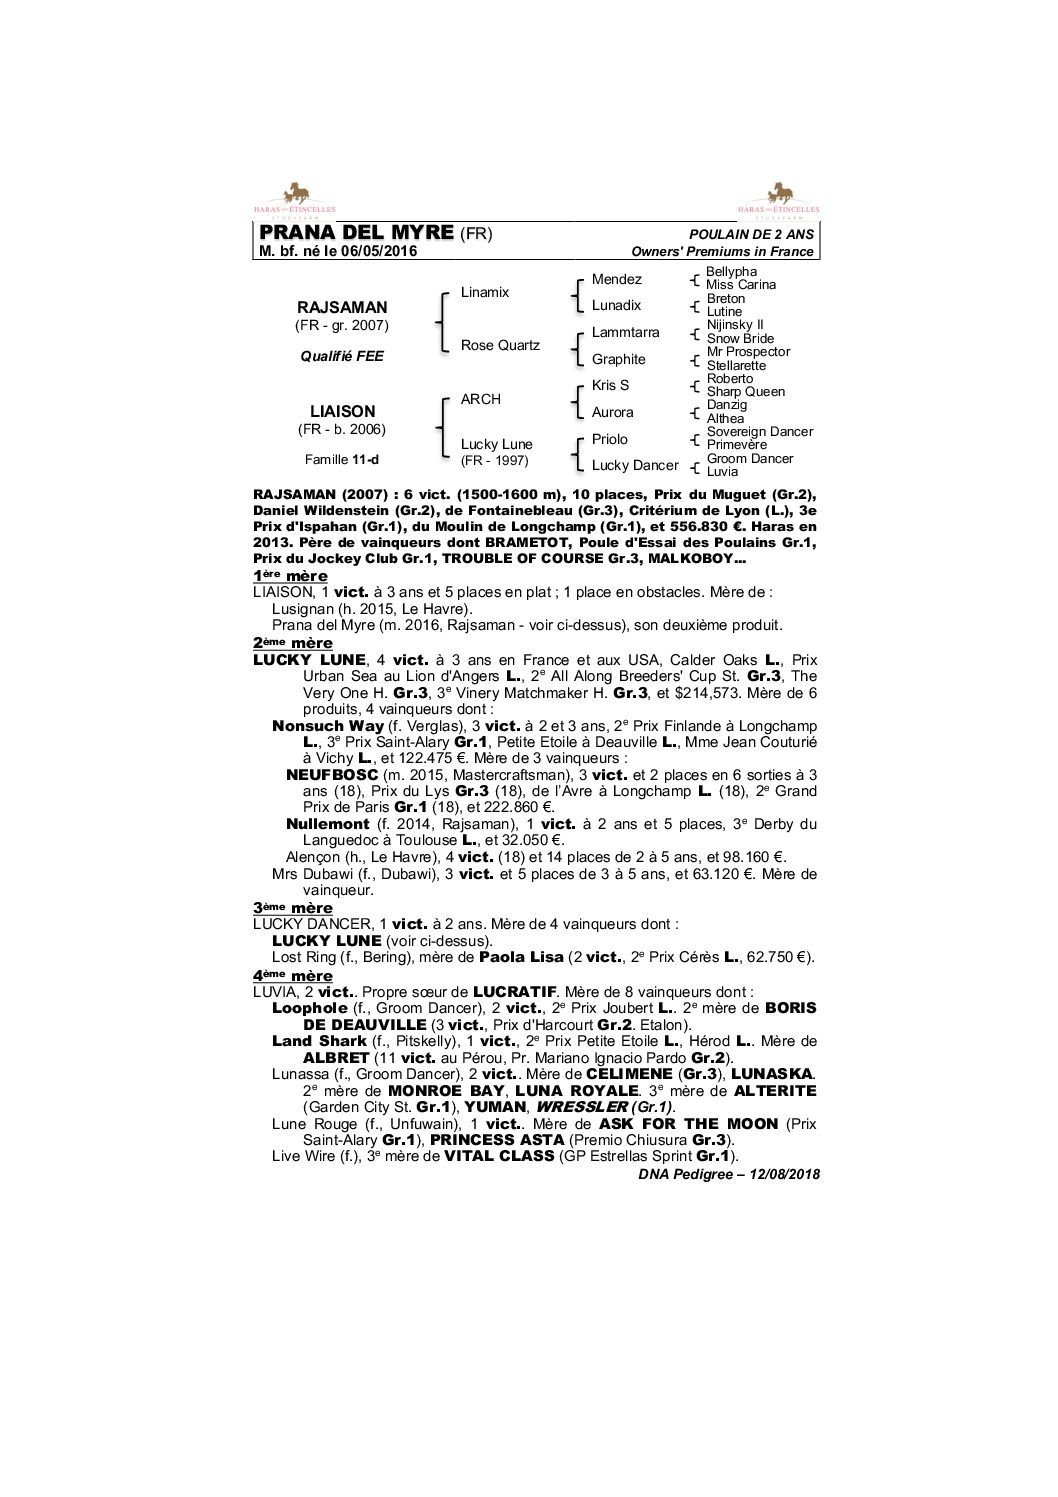 HARAS DES ÉTINCELLES
STUD FARM
HARAS DES ÉTINCELLES
STUD FARM
PRANA DEL MYRE (FR) POULAIN DE 2 ANS
M. bf. né le 06/05/2016 Owners' Premiums in France
RAJSAMAN
(FR - gr. 2007)
Qualifié FEE
LIAISON
(FR - b. 2006)
Famille 11-d
Linamix
Rose Quartz
ARCH
Lucky Lune
(FR - 1997)
Mendez
Lunadix
Lammtarra
Graphite
Kris S
Aurora
Priolo
Lucky Dancer
Bellypha
Miss Carina
Breton
Lutine
Nijinsky II
Snow Bride
Mr Prospector
Stellarette
Roberto
Sharp Queen
Danzig
Althea
Sovereign Dancer
Primevère
Groom Dancer
Luvia
RAJSAMAN (2007) : 6 vict. (1500-1600 m), 10 places, Prix du Muguet (Gr.2),
Daniel Wildenstein (Gr.2), de Fontainebleau (Gr.3), Critérium de Lyon (L.), 3e
Prix d'Ispahan (Gr.1), du Moulin de Longchamp (Gr.1), et 556.830 €. Haras en
2013. Père de vainqueurs dont BRAMETOT, Poule d'Essai des Poulains Gr.1,
Prix du Jockey Club Gr.1, TROUBLE OF COURSE Gr.3, MALKOBOY...
1ère mère
LIAISON, 1 vict. à 3 ans et 5 places en plat ; 1 place en obstacles. Mère de :
Lusignan (h. 2015, Le Havre).
Prana del Myre (m. 2016, Rajsaman - voir ci-dessus), son deuxième produit.
2ème mère
LUCKY LUNE, 4 vict. à 3 ans en France et aux USA, Calder Oaks L., Prix
Urban Sea au Lion d'Angers L., 2e All Along Breeders' Cup St. Gr.3, The
Very One H. Gr.3, 3e Vinery Matchmaker H. Gr.3, et $214,573. Mère de 6
produits, 4 vainqueurs dont :
Nonsuch Way (f. Verglas), 3 vict. à 2 et 3 ans, 2e Prix Finlande à Longchamp
L., 3e Prix Saint-Alary Gr.1, Petite Etoile à Deauville L., Mme Jean Couturié
à Vichy L., et 122.475 €. Mère de 3 vainqueurs :
NEUFBOSC (m. 2015, Mastercraftsman), 3 vict. et 2 places en 6 sorties à 3
ans (18), Prix du Lys Gr.3 (18), de l'Avre à Longchamp L. (18), 2e Grand
Prix de Paris Gr.1 (18), et 222.860 €.
Nullemont (f. 2014, Rajsaman), 1 vict. à 2 ans et 5 places, 3e Derby du
Languedoc à Toulouse L., et 32.050 €.
Alençon (h., Le Havre), 4 vict. (18) et 14 places de 2 à 5 ans, et 98.160 €.
Mrs Dubawi (f., Dubawi), 3 vict. et 5 places de 3 à 5 ans, et 63.120 €. Mère de
vainqueur.
3ème mère
LUCKY DANCER, 1 vict. à 2 ans. Mère de 4 vainqueurs dont :
LUCKY LUNE (voir ci-dessus).
Lost Ring (f., Bering), mère de Paola Lisa (2 vict., 2e Prix Cérès L., 62.750 €).
4ème mère
LUVIA, 2 vict.. Propre sœur de LUCRATIF. Mère de 8 vainqueurs dont :
Loophole (f., Groom Dancer), 2 vict., 2e Prix Joubert L.. 2e mère de BORIS
DE DEAUVILLE (3 vict., Prix d'Harcourt Gr.2. Etalon).
Land Shark (f., Pitskelly), 1 vict., 2e Prix Petite Etoile L., Hérod L.. Mère de
ALBRET (11 vict. au Pérou, Pr. Mariano Ignacio Pardo Gr.2).
Lunassa (f., Groom Dancer), 2 vict.. Mère de CELIMENE (Gr.3), LUNASKA.
2e mère de MONROE BAY, LUNA ROYALE. 3e mère de ALTERITE
(Garden City St. Gr.1), YUMAN, WRESSLER (Gr.1).
Lune Rouge (f., Unfuwain), 1 vict.. Mère de ASK FOR THE MOON (Prix
Saint-Alary Gr.1), PRINCESS ASTA (Premio Chiusura Gr.3).
Live Wire (f.), 3e mère de VITAL CLASS (GP Estrellas Sprint Gr.1).
DNA Pedigree – 12/08/2018